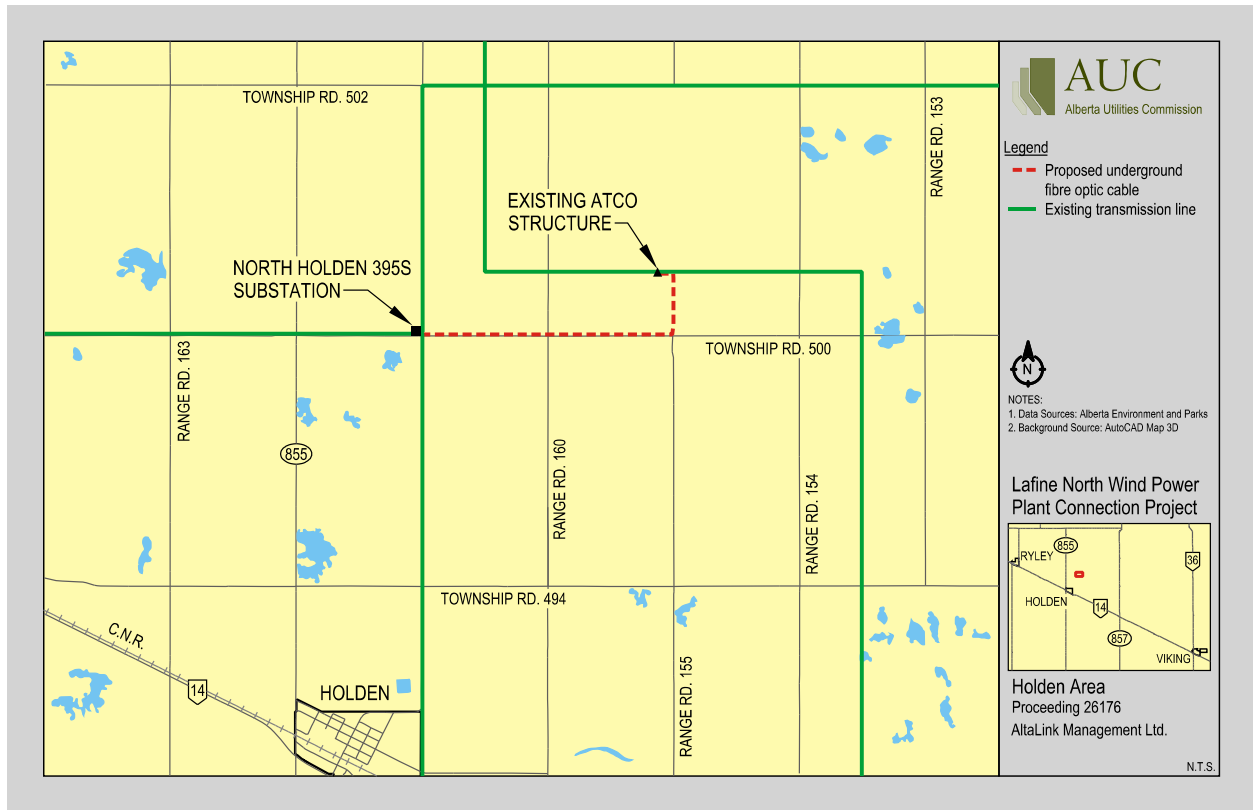 TOWNSHIP RD. 502
RANGE RD. 153
EXISTING ATCO
STRUCTURE
NORTH HOLDEN 395S
SUBSTATION
TOWNSHIP RD. 500
RANGE RD. 163
855
RANGE RD. 160
RANGE RD. 154
TOWNSHIP RD. 494
C.N.R.
14
HOLDEN
RANGE RD. 155
AUC
Alberta Utilities Commission
Legend
Proposed underground
fibre optic cable
Existing transmission line
N
NOTES:
1. Data Sources: Alberta Environment and Parks
2. Background Source: AutoCAD Map 3D
Lafine North Wind Power
Plant Connection Project
855
RYLEY
36
HOLDEN
14
857
VIKING
Holden Area
Proceeding 26176
AltaLink Management Ltd.
N.T.S.